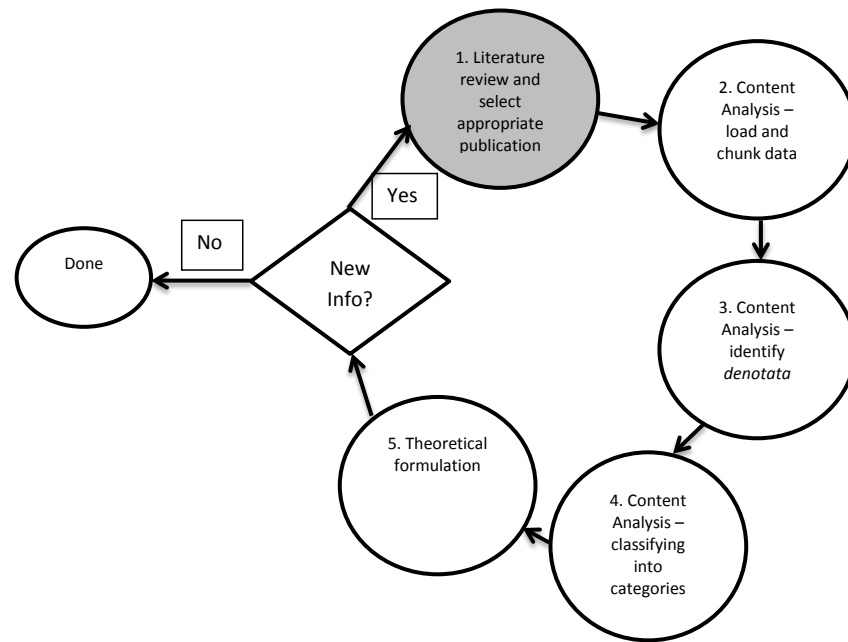 1. Literature
review and
select
appropriate
publication
2. Content
Analysis –
load and
chunk data
3. Content
Analysis –
identify
denotata
4. Content
Analysis –
classifying
into
categories
5. Theoretical
formulation
New
Info?
Yes
No
Done